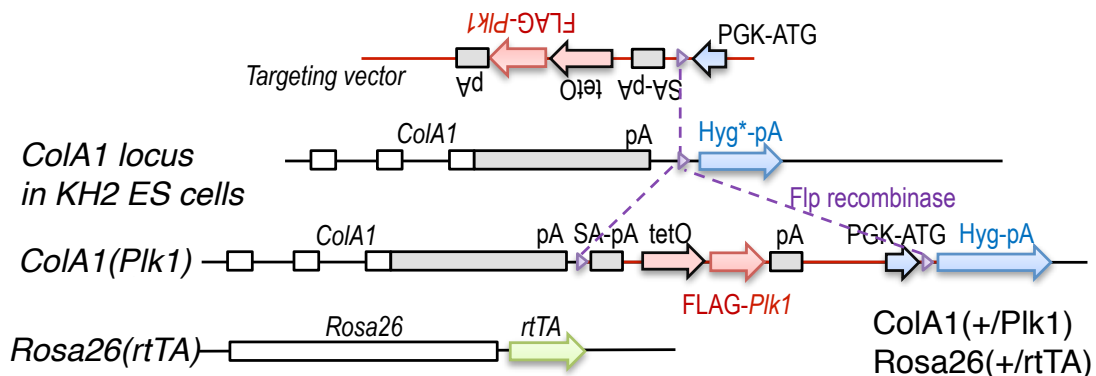 FLAG-Plk1
PGK-ATG
Targeting vector
pA
tetO
SA-pA
ColA1
pA
Hyg*-pA
ColA1 locus
in KH2 ES cells
Flp recombinase
ColA1
pA
SA-pA
tetO
pA
PGK-ATG
Hyg-pA
ColA1(Plk1)
FLAG-Plk1
Rosa26
rtTA
ColA1(+/Plk1)
Rosa26(rtTA)
Rosa26(+/rtTA)